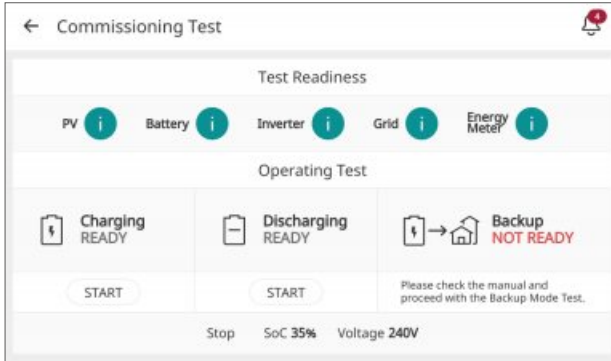 Commissioning Test
4
Test Readiness
PV i Battery i Inverter i Grid i Energy Meter i
Operating Test
Charging
READY
Discharging
READY
Backup
NOT READY
START
START
Please check the manual and
proceed with the Backup Mode Test.
Stop SoC 35% Voltage 240V